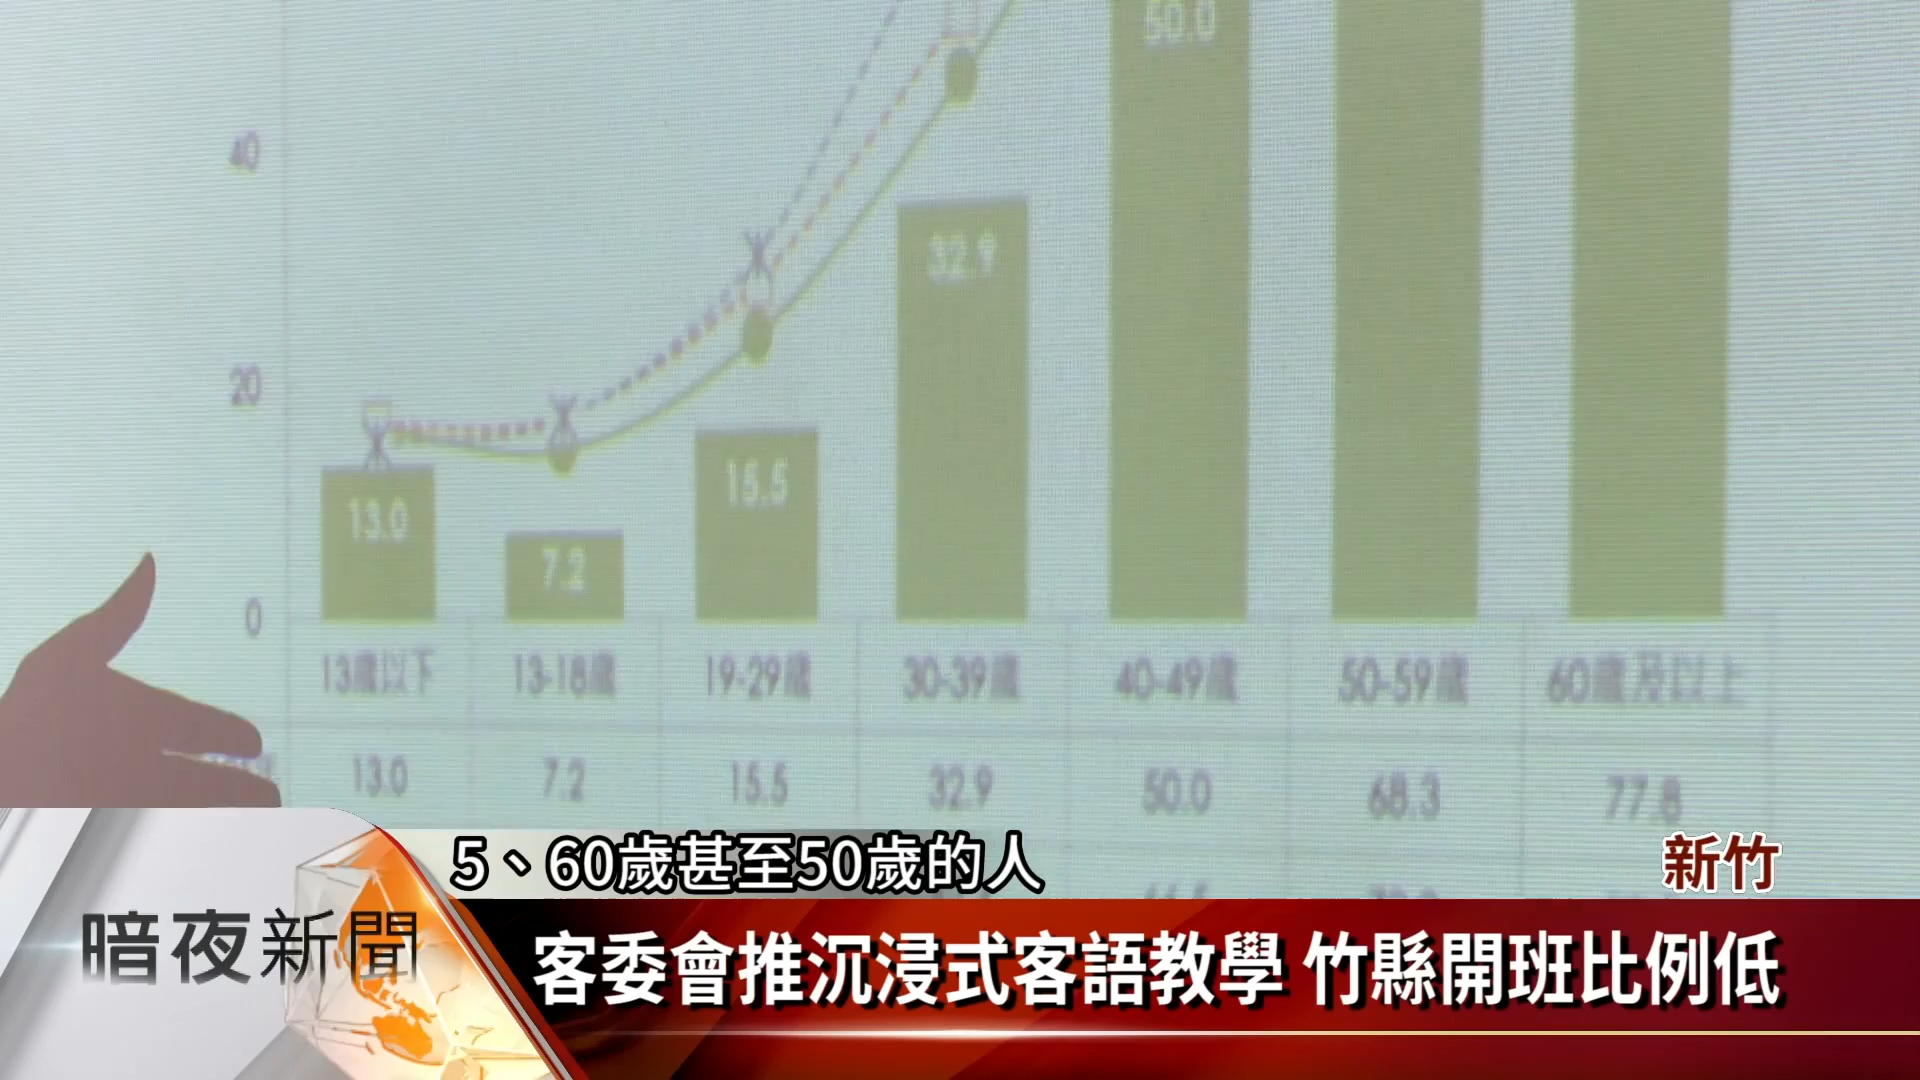 50.0
40
32.9
20
15.5
13.0
7.2
0
13歲以下 13-18歲 19-29歲 30-39歲 40-49歲 50-59歲 60歲及以上
13.0 7.2 15.5 32.9 50.0 68.3 77.8
5、60歲甚至50歲的人
新竹
暗夜新聞
客委會推沉浸式客語教學 竹縣開班比例低